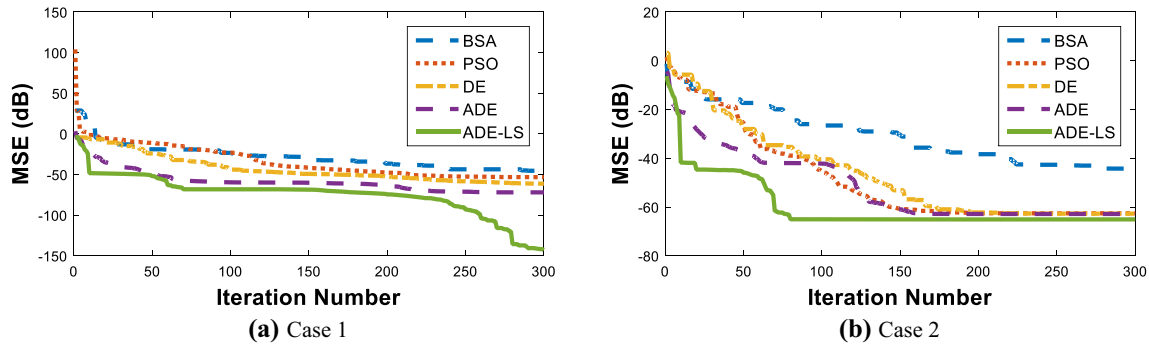 150
100
50
0
-50
-100
-150
MSE (dB)
0 50 100 150 200 250 300
Iteration Number
BSA
PSO
DE
ADE
ADE-LS
(a) Case 1
20
0
-20
-40
-60
-80
MSE (dB)
0 50 100 150 200 250 300
Iteration Number
BSA
PSO
DE
ADE
ADE-LS
(b) Case 2